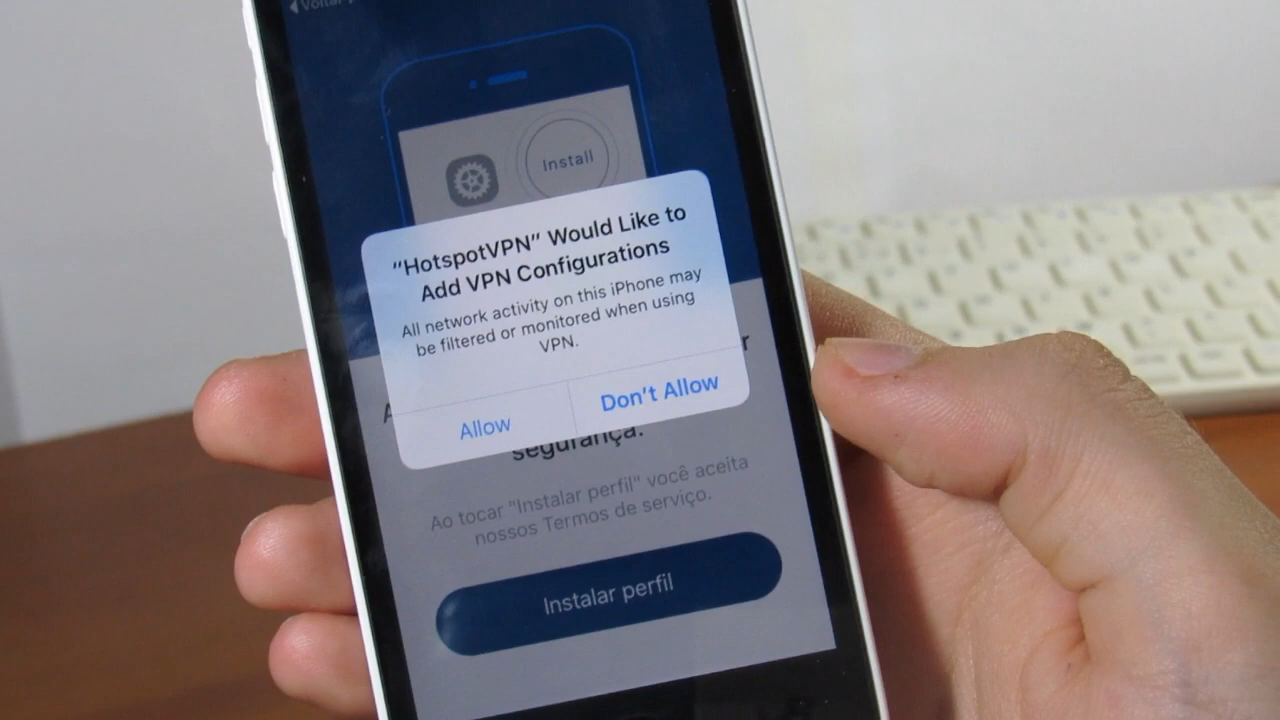 Voltar
Install
"HotspotVPN" Would Like to
Add VPN Configurations
All network activity on this iPhone may
be filtered or monitored when using
VPN.
Allow
Don't Allow
segurança.
Ao tocar "Instalar perfil" você aceita
nossos Termos de serviço.
Instalar perfil